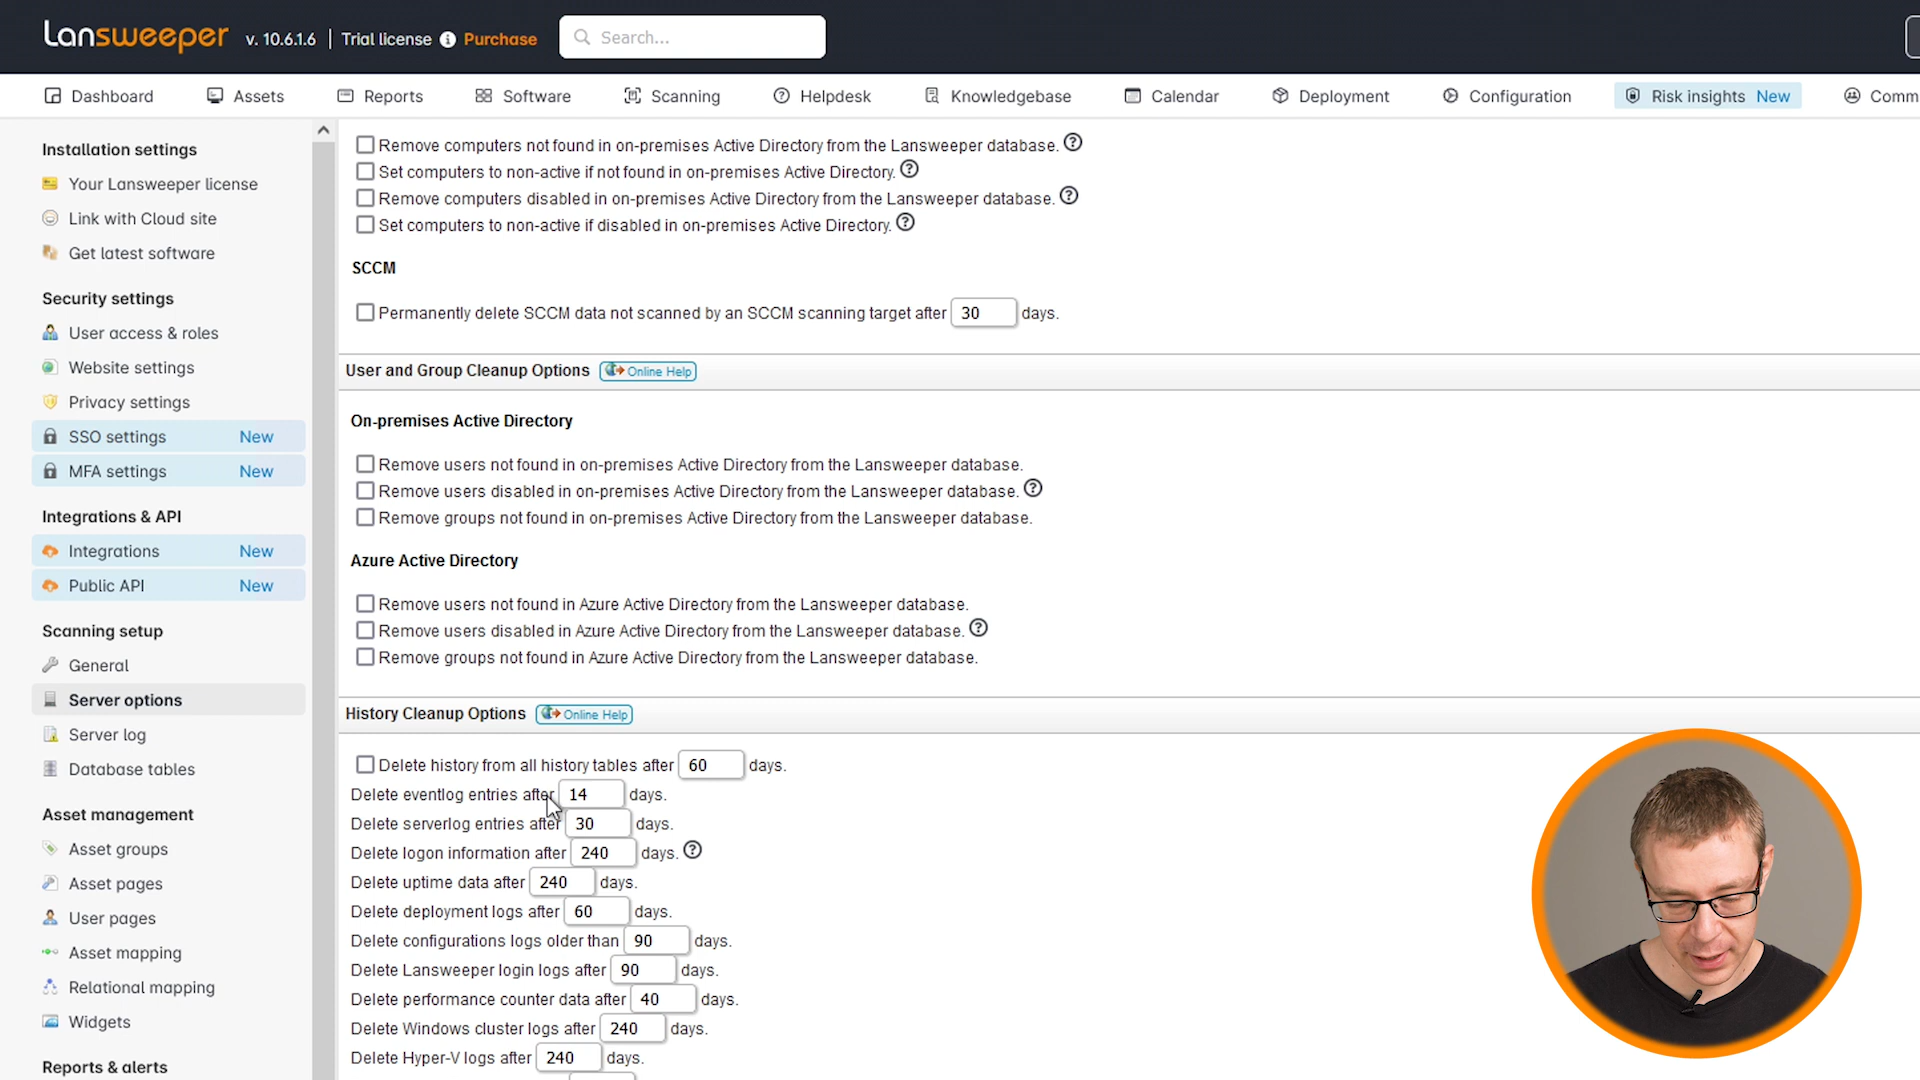 Lansweeper v. 10.6.1.6 | Trial license Purchase Search...
Dashboard Assets Reports Software Scanning Helpdesk Knowledgebase Calendar Deployment Configuration Risk insights New Comm
Installation settings
Your Lansweeper license
Link with Cloud site
Get latest software
Security settings
User access & roles
Website settings
Privacy settings
SSO settings New
MFA settings New
Integrations & API
Integrations New
Public API New
Scanning setup
General
Server options
Server log
Database tables
Asset management
Asset groups
Asset pages
User pages
Asset mapping
Relational mapping
Widgets
Reports & alerts
Remove computers not found in on-premises Active Directory from the Lansweeper database. ?
Set computers to non-active if not found in on-premises Active Directory. ?
Remove computers disabled in on-premises Active Directory from the Lansweeper database. ?
Set computers to non-active if disabled in on-premises Active Directory. ?
SCCM
Permanently delete SCCM data not scanned by an SCCM scanning target after 30 days.
User and Group Cleanup Options Online Help
On-premises Active Directory
Remove users not found in on-premises Active Directory from the Lansweeper database.
Remove users disabled in on-premises Active Directory from the Lansweeper database. ?
Remove groups not found in on-premises Active Directory from the Lansweeper database.
Azure Active Directory
Remove users not found in Azure Active Directory from the Lansweeper database.
Remove users disabled in Azure Active Directory from the Lansweeper database. ?
Remove groups not found in Azure Active Directory from the Lansweeper database.
History Cleanup Options Online Help
Delete history from all history tables after 60 days.
Delete eventlog entries after 14 days.
Delete serverlog entries after 30 days.
Delete logon information after 240 days. ?
Delete uptime data after 240 days.
Delete deployment logs after 60 days.
Delete configurations logs older than 90 days.
Delete Lansweeper login logs after 90 days.
Delete performance counter data after 40 days.
Delete Windows cluster logs after 240 days.
Delete Hyper-V logs after 240 days.